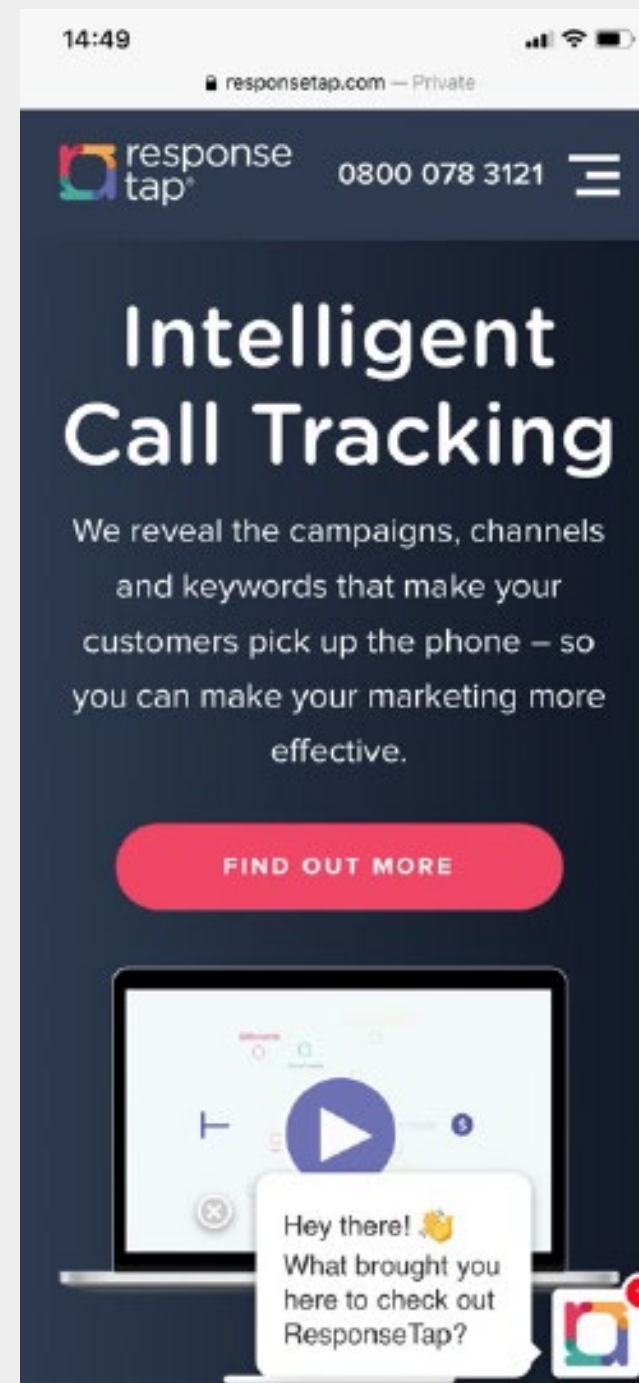 14:49
responsetap.com — Private
response
tap®
0800 078 3121
Intelligent
Call Tracking
We reveal the campaigns, channels
and keywords that make your
customers pick up the phone – so
you can make your marketing more
effective.
FIND OUT MORE
$
Hey there! 👋
What brought you
here to check out
ResponseTap?